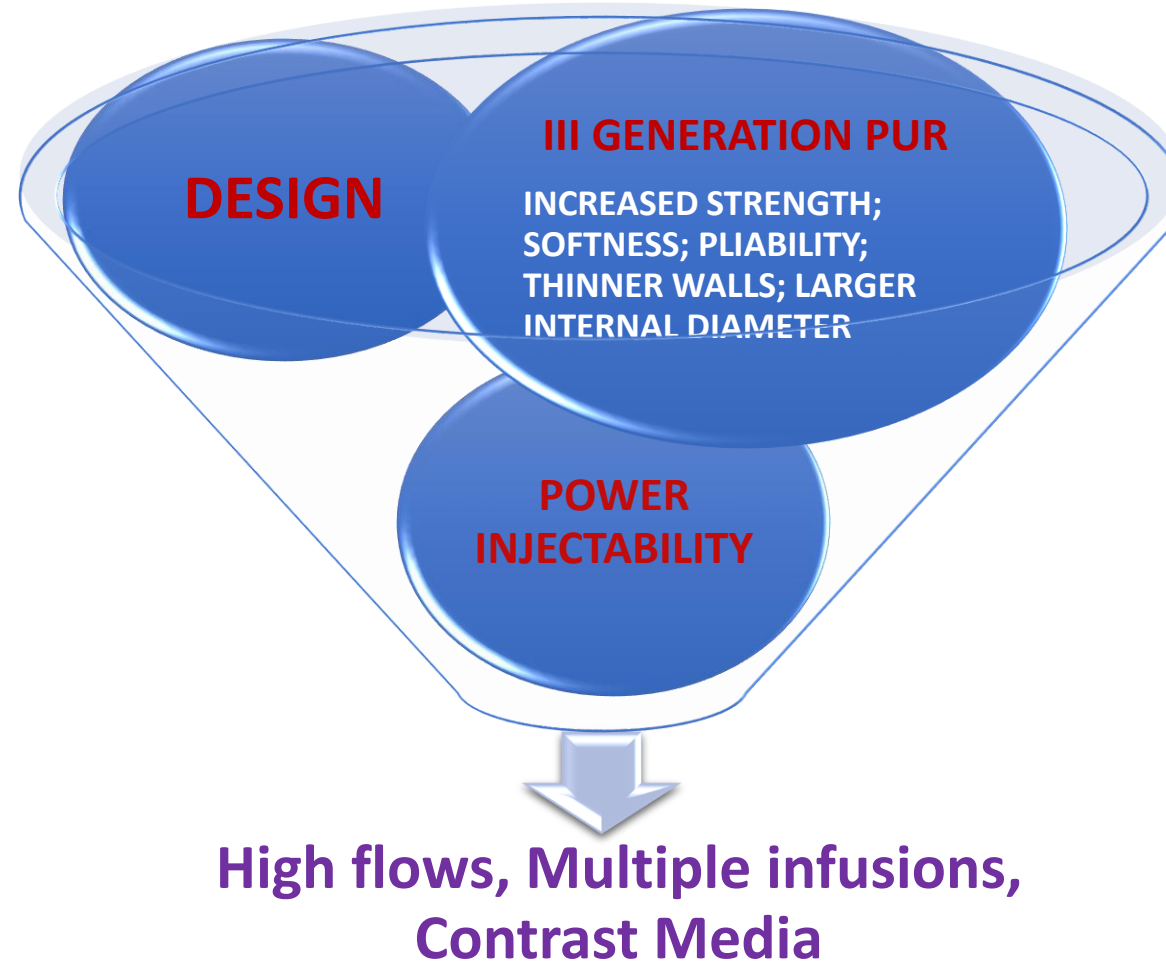 DESIGN
III GENERATION PUR
INCREASED STRENGTH;
SOFTNESS; PLIABILITY;
THINNER WALLS; LARGER
INTERNAL DIAMETER
POWER
INJECTABILITY
High flows, Multiple infusions,
Contrast Media